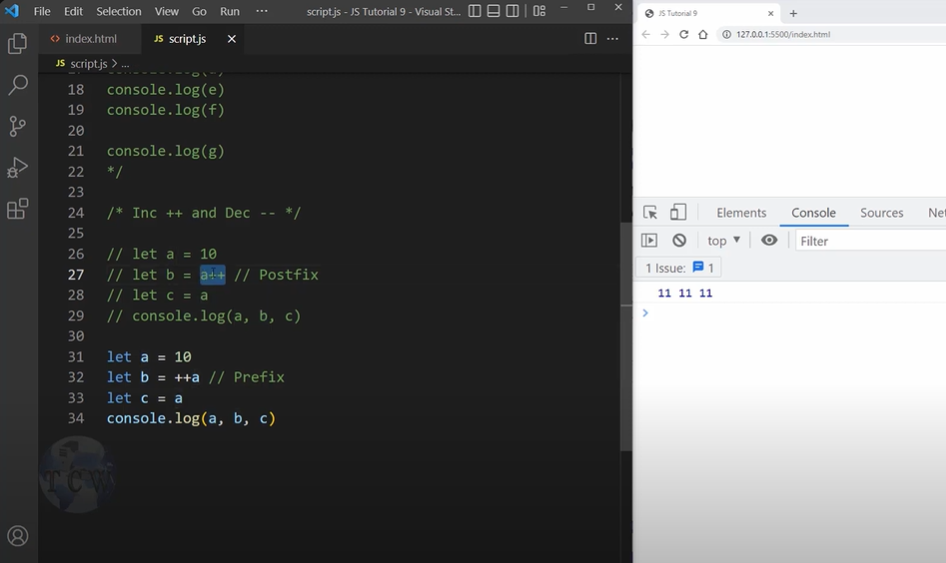 File Edit Selection View Go Run ··· script.js - JS Tutorial 9 - Visual St...
index.html script.js
script.js > ...
18 console.log(e)
19 console.log(f)
20
21 console.log(g)
22 */
23
24 /* Inc ++ and Dec -- */
25
26 // let a = 10
27 // let b = a++ // Postfix
28 // let c = a
29 // console.log(a, b, c)
30
31 let a = 10
32 let b = ++a // Prefix
33 let c = a
34 console.log(a, b, c)
TCW
JS Tutorial 9
127.0.0.1:5500/index.html
Elements Console Sources Net
top Filter
1 Issue: 1
11 11 11